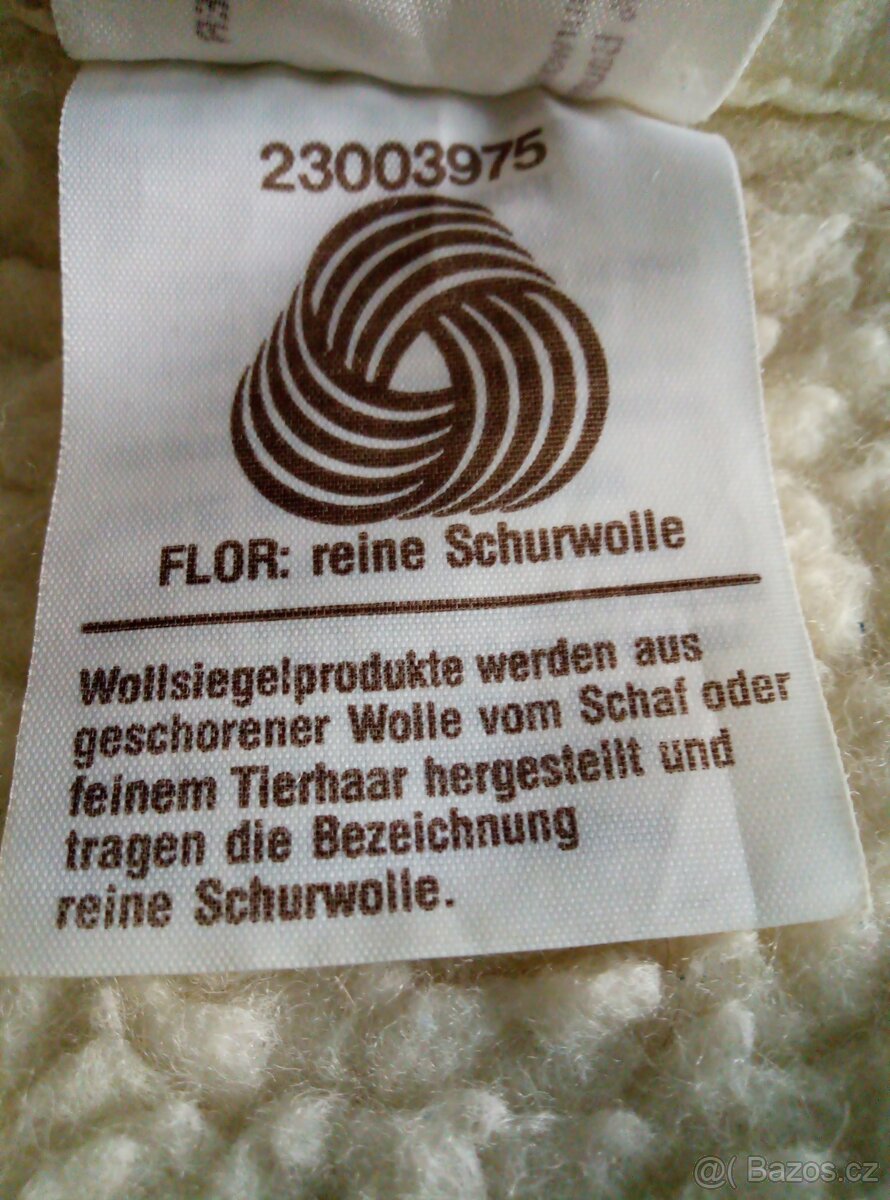 23003975
FLOR: reine Schurwolle
Wollsiegelprodukte werden aus
geschorener Wolle vom Schaf oder
feinem Tierhaar hergestellt und
tragen die Bezeichnung
reine Schurwolle.
@( Bazos.cz